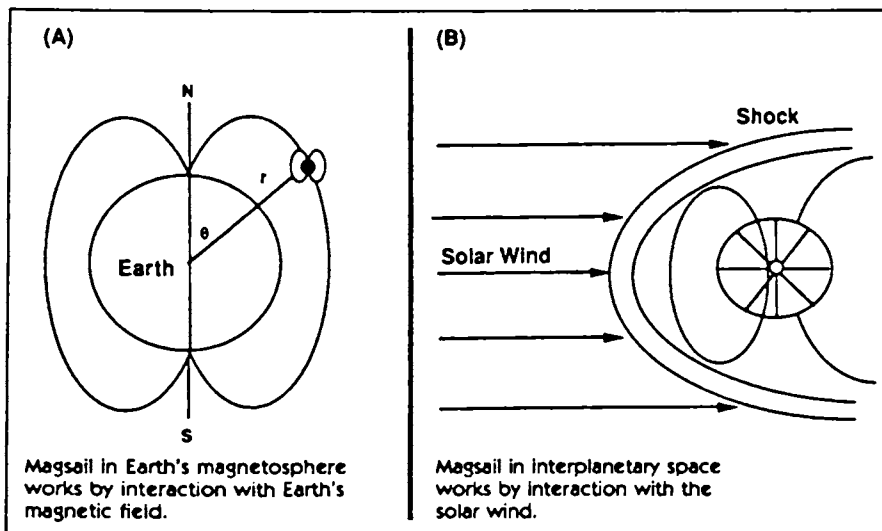 (A)
N
r
θ
Earth
S
Magsail in Earth's magnetosphere
works by interaction with Earth's
magnetic field.
(B)
Shock
Solar Wind
Magsail in interplanetary space
works by interaction with the
solar wind.